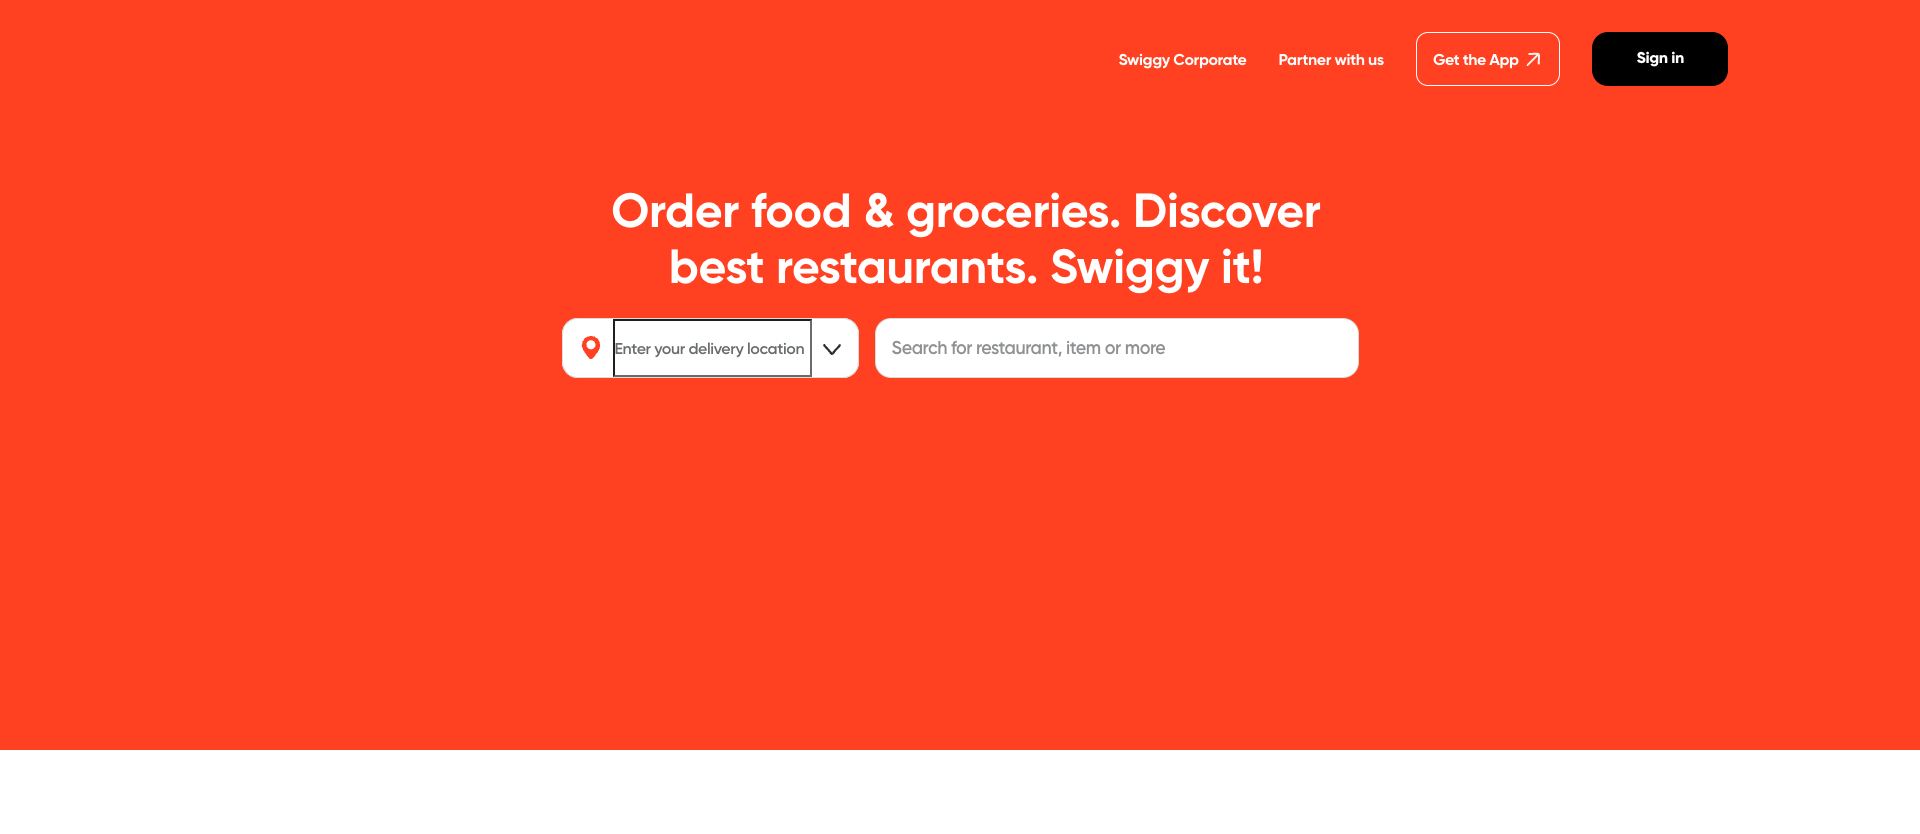 Swiggy Corporate Partner with us Get the App Sign in
Order food & groceries. Discover
best restaurants. Swiggy it!
Enter your delivery location Search for restaurant, item or more